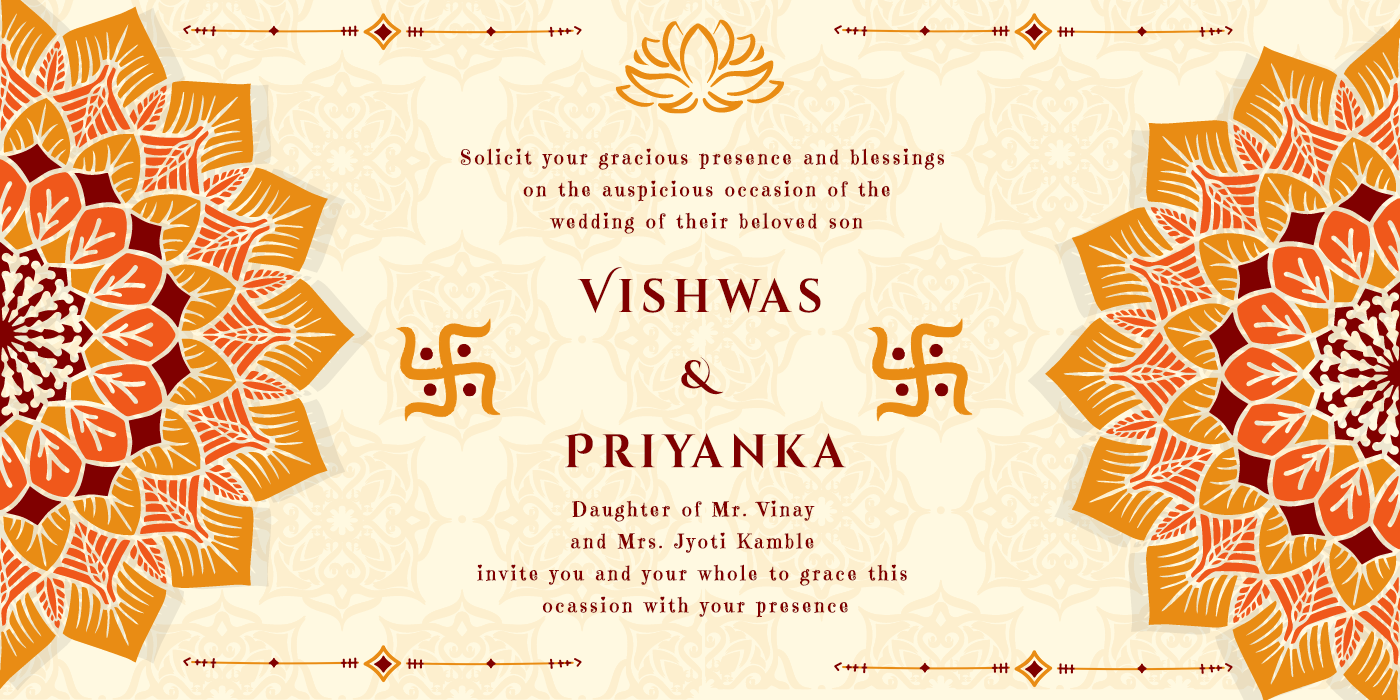 Solicit your gracious presence and blessings
on the auspicious occasion of the
wedding of their beloved son
VISHWAS
&
PRIYANKA
Daughter of Mr. Vinay
and Mrs. Jyoti Kamble
invite you and your whole to grace this
ocassion with your presence